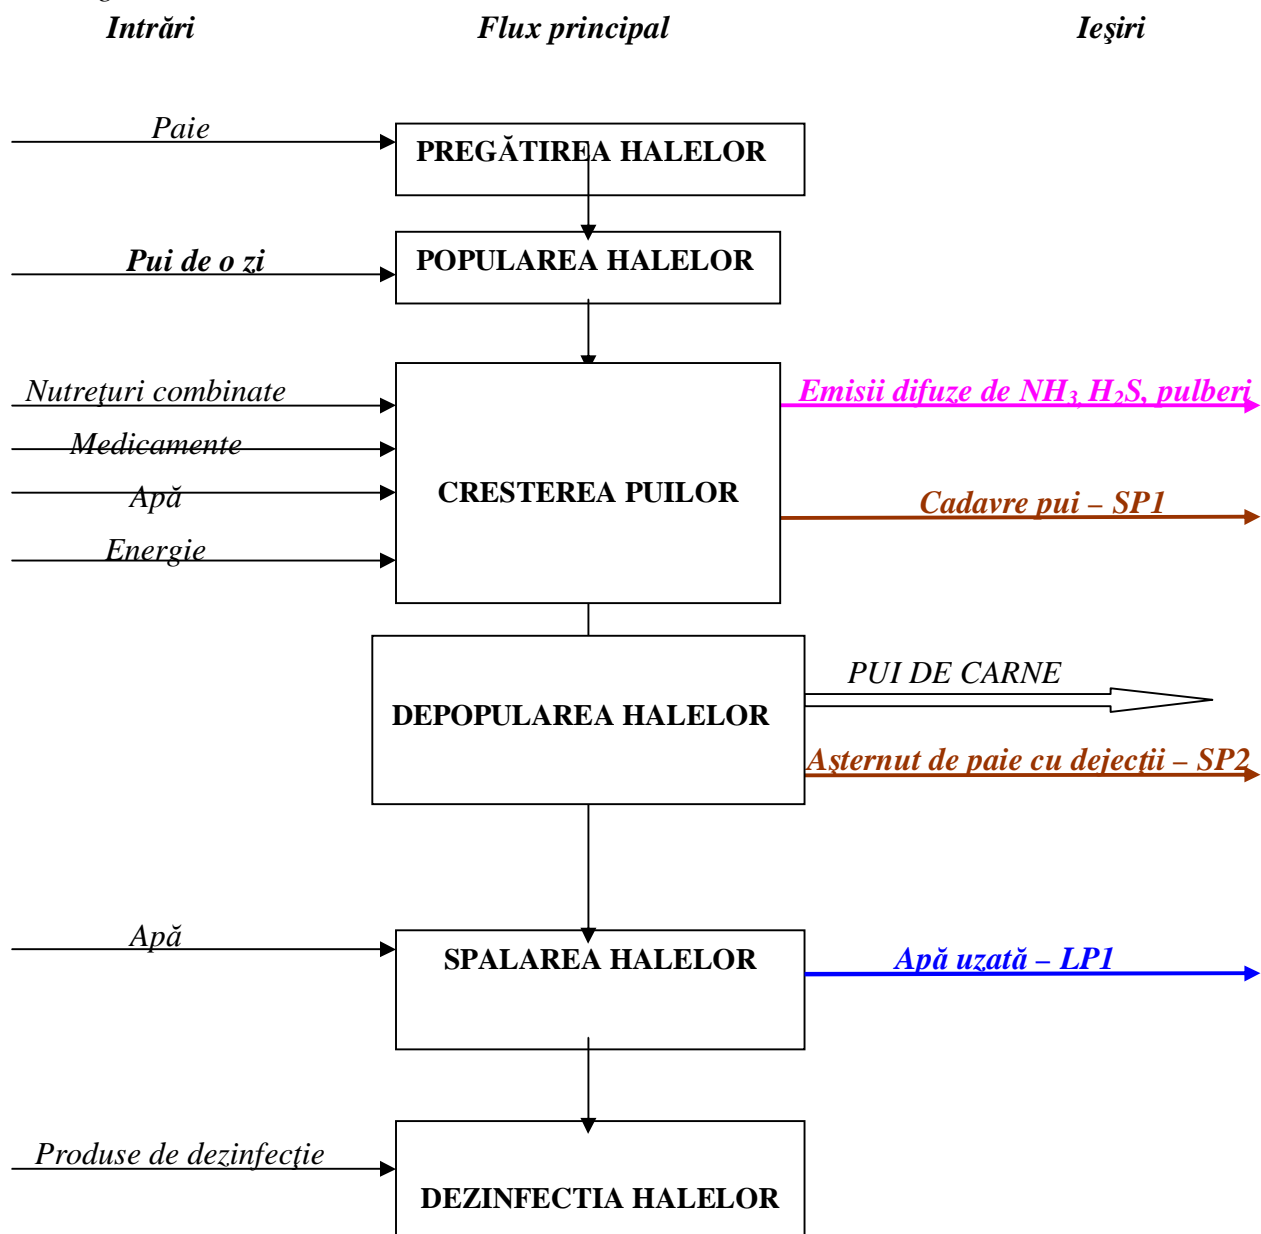 Intrări Flux principal Ieşiri
Paie
PREGĂTIREA HALELOR
Pui de o zi
POPULAREA HALELOR
Nutreţuri combinate
Emisii difuze de NH3, H2S, pulberi
Medicamente
CRESTEREA PUILOR
Apă
Cadavre pui – SP1
Energie
PUI DE CARNE
DEPOPULAREA HALELOR
Aşternut de paie cu dejecţii – SP2
Apă
SPALAREA HALELOR
Apă uzată – LP1
Produse de dezinfecţie
DEZINFECTIA HALELOR